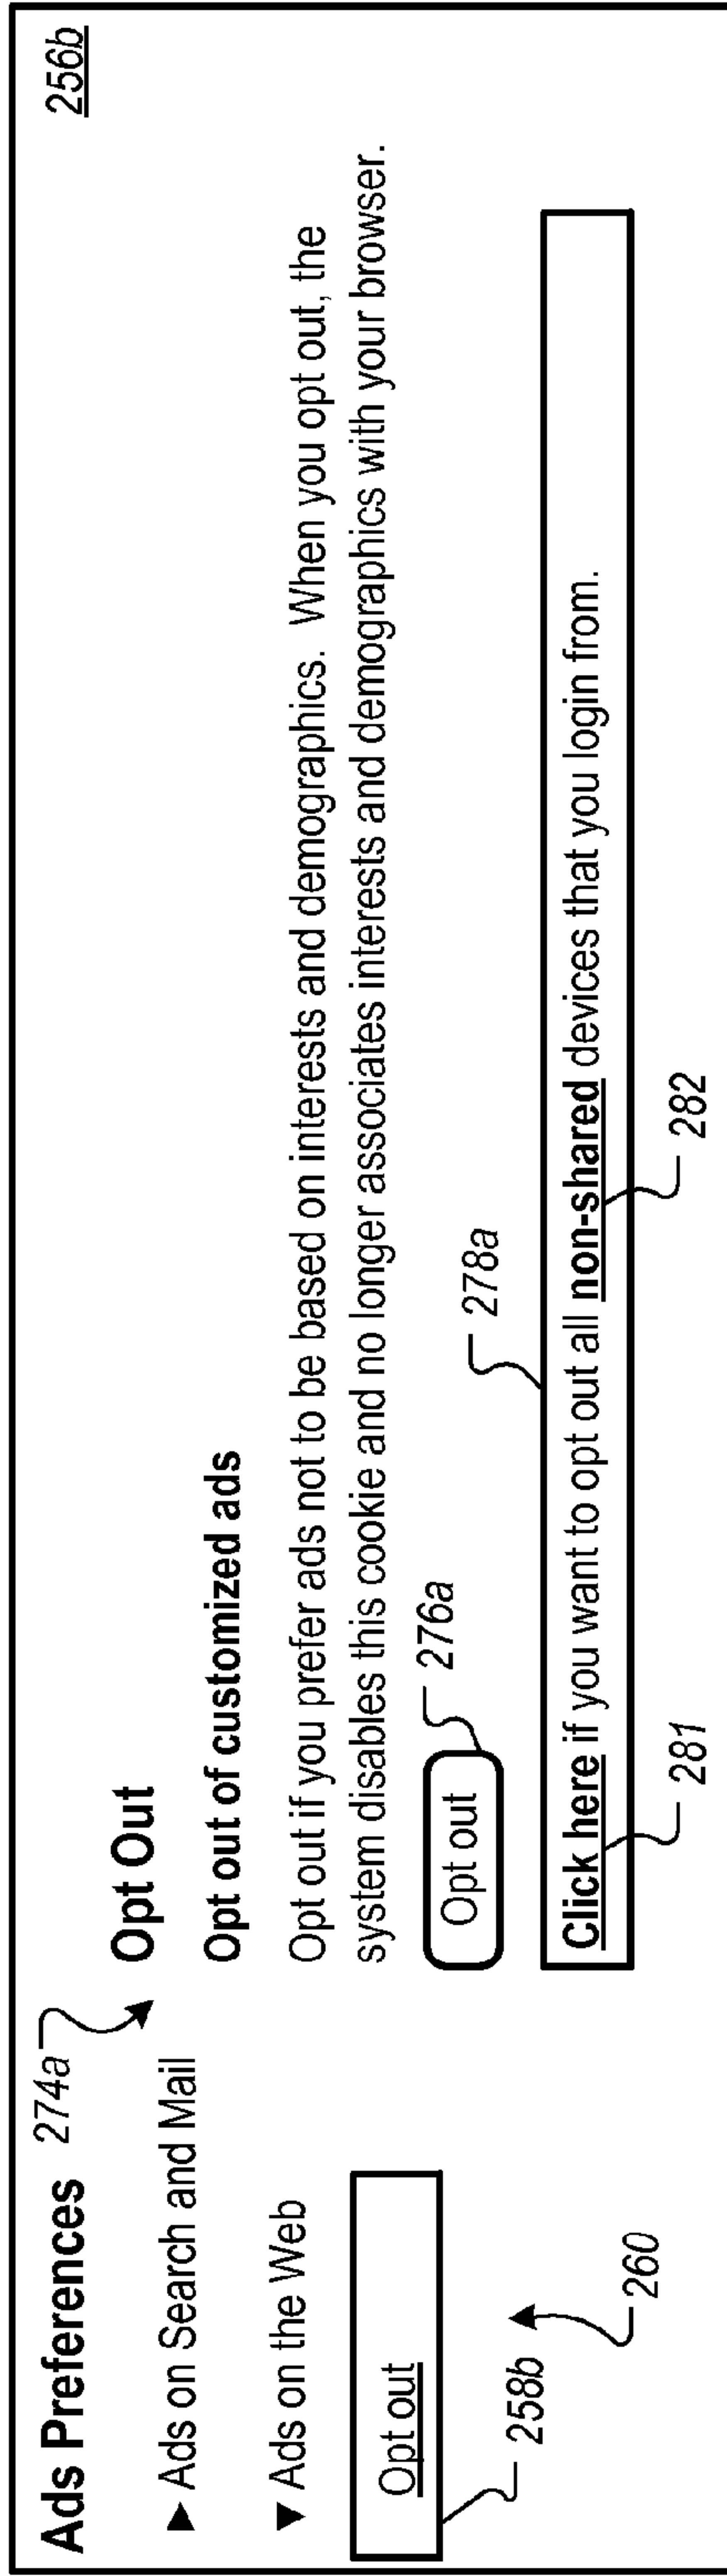 256b
Ads Preferences
274a
► Ads on Search and Mail
▼ Ads on the Web
Opt out
258b
260
Opt Out
Opt out of customized ads
Opt out if you prefer ads not to be based on interests and demographics. When you opt out, the
system disables this cookie and no longer associates interests and demographics with your browser.
Opt out
276a
278a
Click here if you want to opt out all non-shared devices that you login from.
281
282